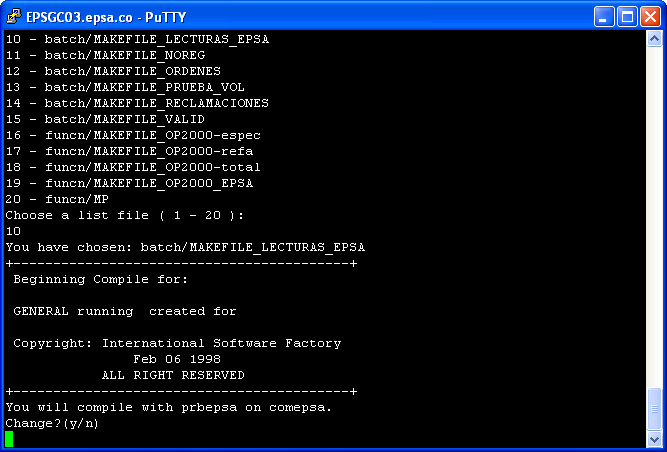 EPSGC03.epsa.co - PuTTY
10 - batch/MAKEFILE_LECTURAS_EPSA
11 - batch/MAKEFILE_NOREG
12 - batch/MAKEFILE_ORDENES
13 - batch/MAKEFILE_PRUEBA_VOL
14 - batch/MAKEFILE_RECLAMACIONES
15 - batch/MAKEFILE_VALID
16 - funcn/MAKEFILE_OP2000-espec
17 - funcn/MAKEFILE_OP2000-refa
18 - funcn/MAKEFILE_OP2000-total
19 - funcn/MAKEFILE_OP2000_EPSA
20 - funcn/MP
Choose a list file ( 1 - 20 ):
10
You have chosen: batch/MAKEFILE_LECTURAS_EPSA
+-------------------------------------------+
Beginning Compile for:
GENERAL running  created for
Copyright: International Software Factory
Feb 06 1998
ALL RIGHT RESERVED
+-------------------------------------------+
You will compile with prbepsa on comepsa.
Change?(y/n)